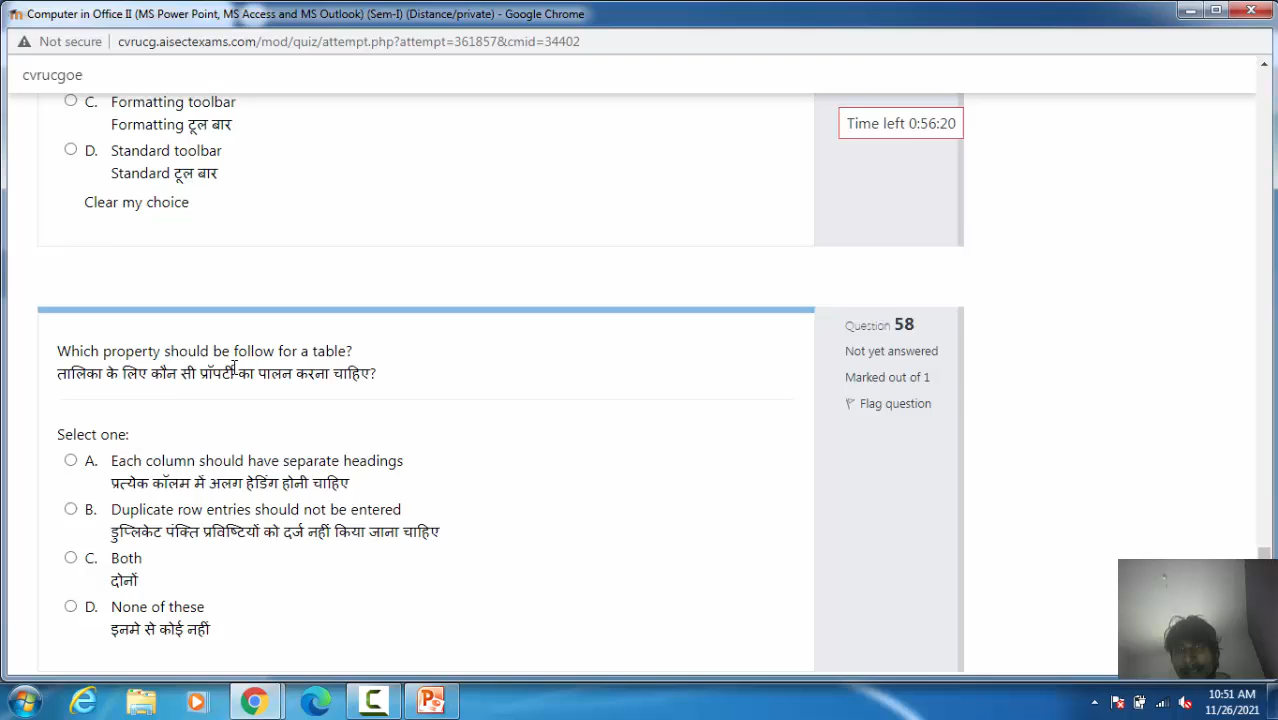 Computer in Office II (MS Power Point, MS Access and MS Outlook) (Sem-I) (Distance/private) - Google Chrome
Not secure | cvrucg.aisectexams.com/mod/quiz/attempt.php?attempt=361857&cmid=34402
cvrucgoe
C. Formatting toolbar
Formatting टूल बार
D. Standard toolbar
Standard टूल बार
Clear my choice
Time left 0:56:20
Which property should be follow for a table?
तालिका के लिए कौन सी प्रॉपर्टी का पालन करना चाहिए?
Question 58
Not yet answered
Marked out of 1
Flag question
Select one:
A. Each column should have separate headings
प्रत्येक कॉलम में अलग हेडिंग होनी चाहिए
B. Duplicate row entries should not be entered
डुप्लिकेट पंक्ति प्रविष्टियों को दर्ज नहीं किया जाना चाहिए
C. Both
दोनों
D. None of these
इनमे से कोई नहीं
10:51 AM
11/26/2021